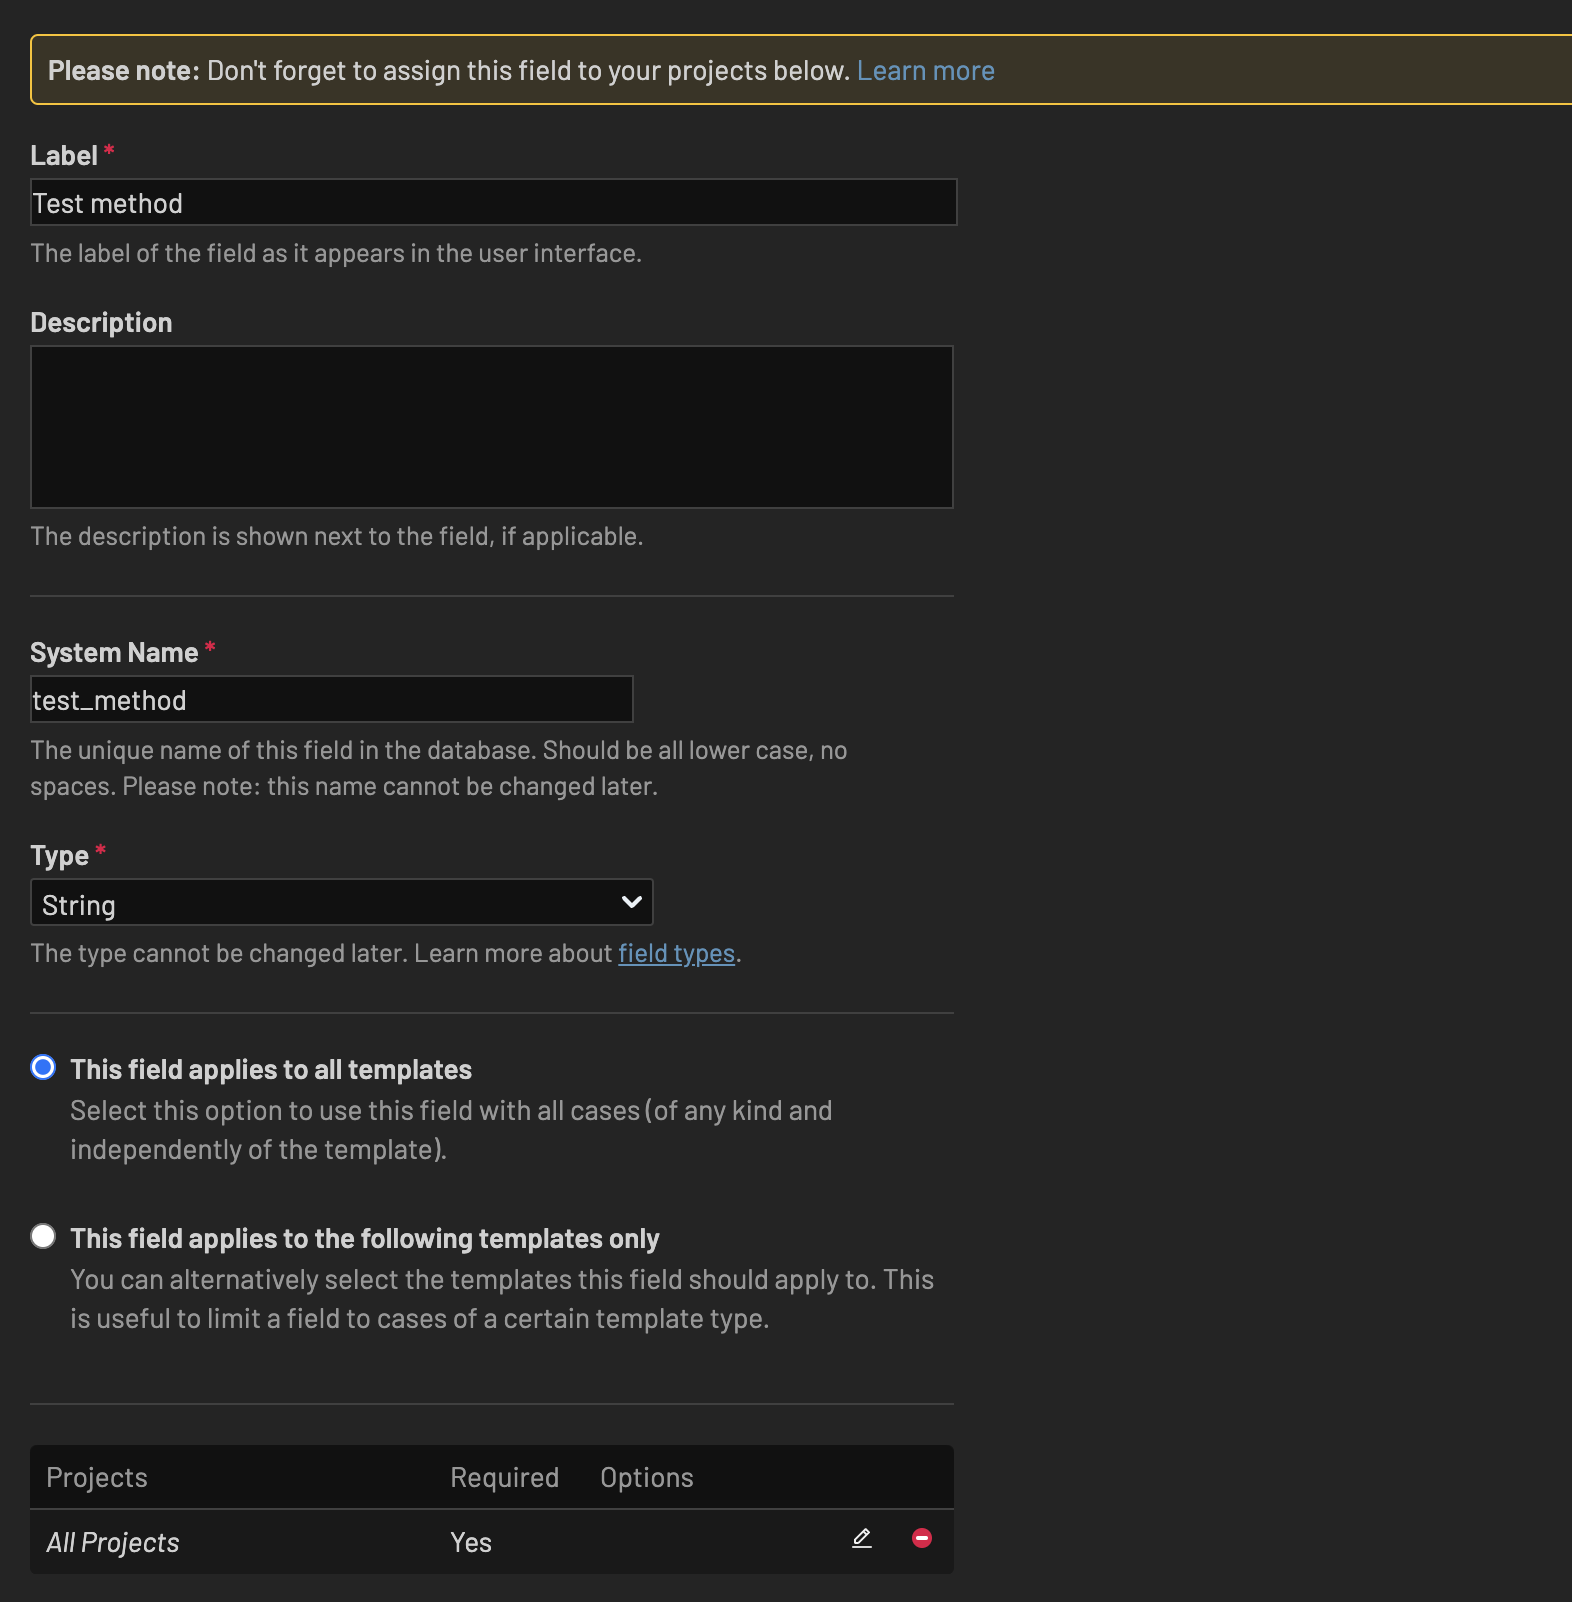 Please note: Don't forget to assign this field to your projects below. Learn more
Label *
Test method
The label of the field as it appears in the user interface.
Description
The description is shown next to the field, if applicable.
System Name *
test_method
The unique name of this field in the database. Should be all lower case, no
spaces. Please note: this name cannot be changed later.
Type *
String
The type cannot be changed later. Learn more about field types.
This field applies to all templates
Select this option to use this field with all cases (of any kind and
independently of the template).
This field applies to the following templates only
You can alternatively select the templates this field should apply to. This
is useful to limit a field to cases of a certain template type.
Projects Required Options
All Projects Yes